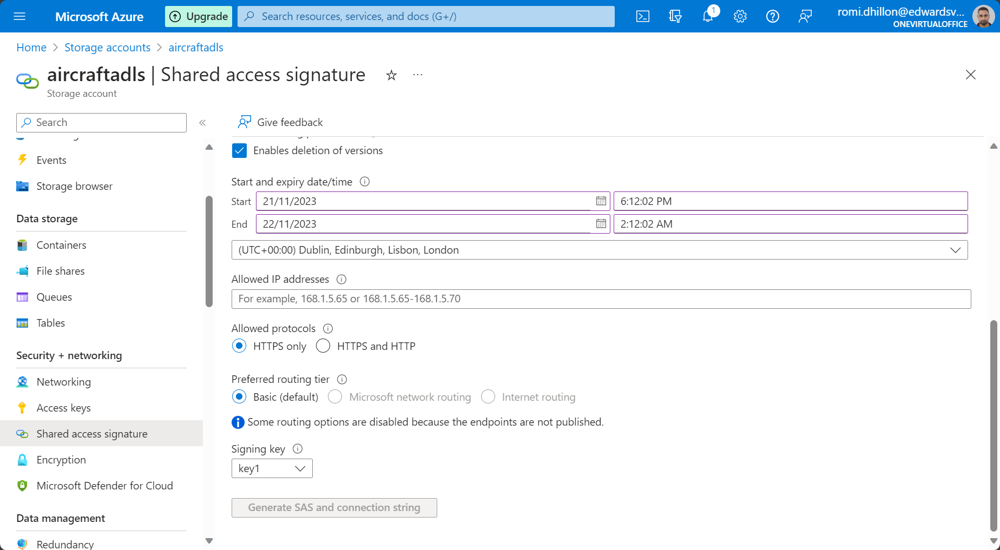 Microsoft Azure
Upgrade
Search resources, services, and docs (G+/)
1
romi.dhillon@edwardsv...
ONEVIRTUALOFFICE
Home > Storage accounts > aircraftadls
aircraftadls | Shared access signature
...
Storage account
Search
«
Events
Storage browser
Data storage
Containers
File shares
Queues
Tables
Security + networking
Networking
Access keys
Shared access signature
Encryption
Microsoft Defender for Cloud
Data management
Redundancy
Give feedback
Enables deletion of versions
Start and expiry date/time
Start 21/11/2023 6:12:02 PM
End 22/11/2023 2:12:02 AM
(UTC+00:00) Dublin, Edinburgh, Lisbon, London
Allowed IP addresses
For example, 168.1.5.65 or 168.1.5.65-168.1.5.70
Allowed protocols
HTTPS only HTTPS and HTTP
Preferred routing tier
Basic (default) Microsoft network routing Internet routing
Some routing options are disabled because the endpoints are not published.
Signing key
key1
Generate SAS and connection string